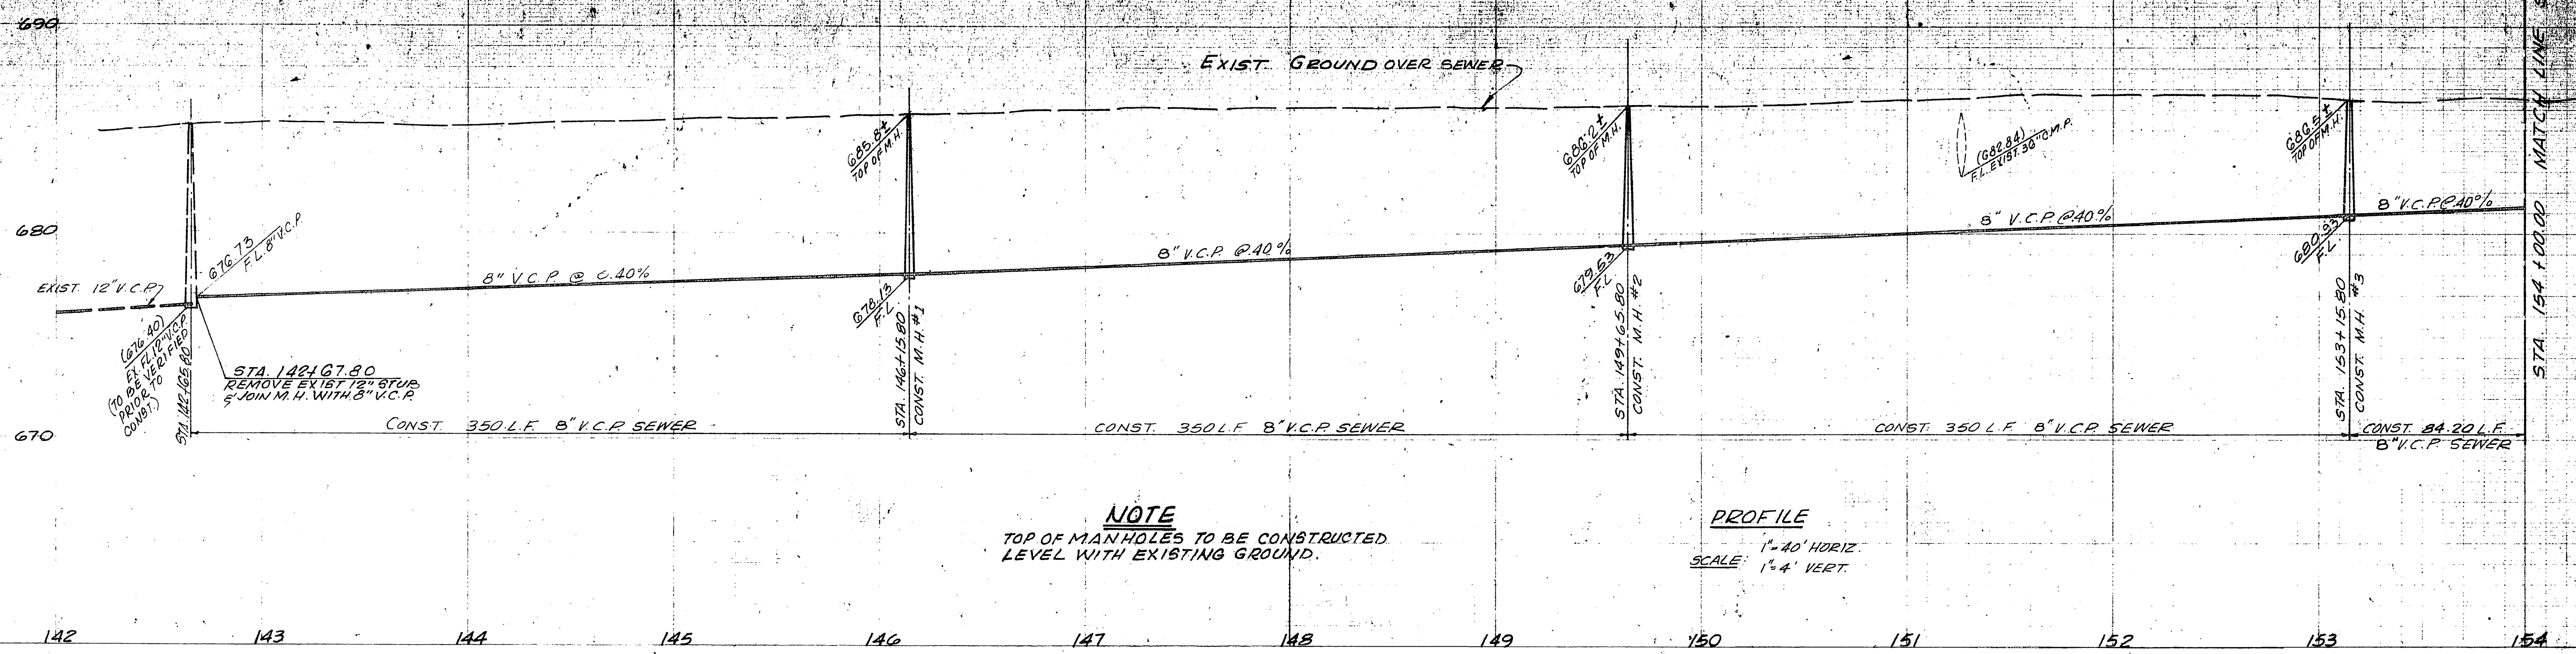 690
EXIST. GROUND OVER SEWER
STA. 154+00.00 MATCH LINE
685.8±
TOP OF M.H.
686.2±
TOP OF M.H.
(682.84)
F.L. EXIST. 36" C.M.P.
686.5±
TOP OF M.H.
680
676.73
F.L. 8" V.C.P.
8" V.C.P. @ 0.40%
8" V.C.P. @ .40%
8" V.C.P. @ .40%
8" V.C.P. @ .40%
EXIST. 12" V.C.P.
(676.40)
EX. F.L. 12" V.C.P.
(TO BE VERIFIED
PRIOR TO
CONST.)
STA. 142+65.80
678.13
F.L.
STA. 146+15.80
CONST. M.H. #1
679.53
F.L.
STA. 149+65.80
CONST. M.H. #2
680.93
F.L.
STA. 153+15.80
CONST. M.H. #3
STA. 142+67.80
REMOVE EXIST 12" STUB
& JOIN M.H. WITH 8" V.C.P.
670
CONST. 350 L.F. 8" V.C.P. SEWER
CONST. 350 L.F. 8" V.C.P. SEWER
CONST. 350 L.F. 8" V.C.P. SEWER
CONST. 84.20 L.F.
8" V.C.P. SEWER
NOTE
TOP OF MANHOLES TO BE CONSTRUCTED
LEVEL WITH EXISTING GROUND.
PROFILE
SCALE: 1"=40' HORIZ.
1"=4' VERT.
142 143 144 145 146 147 148 149 150 151 152 153 154